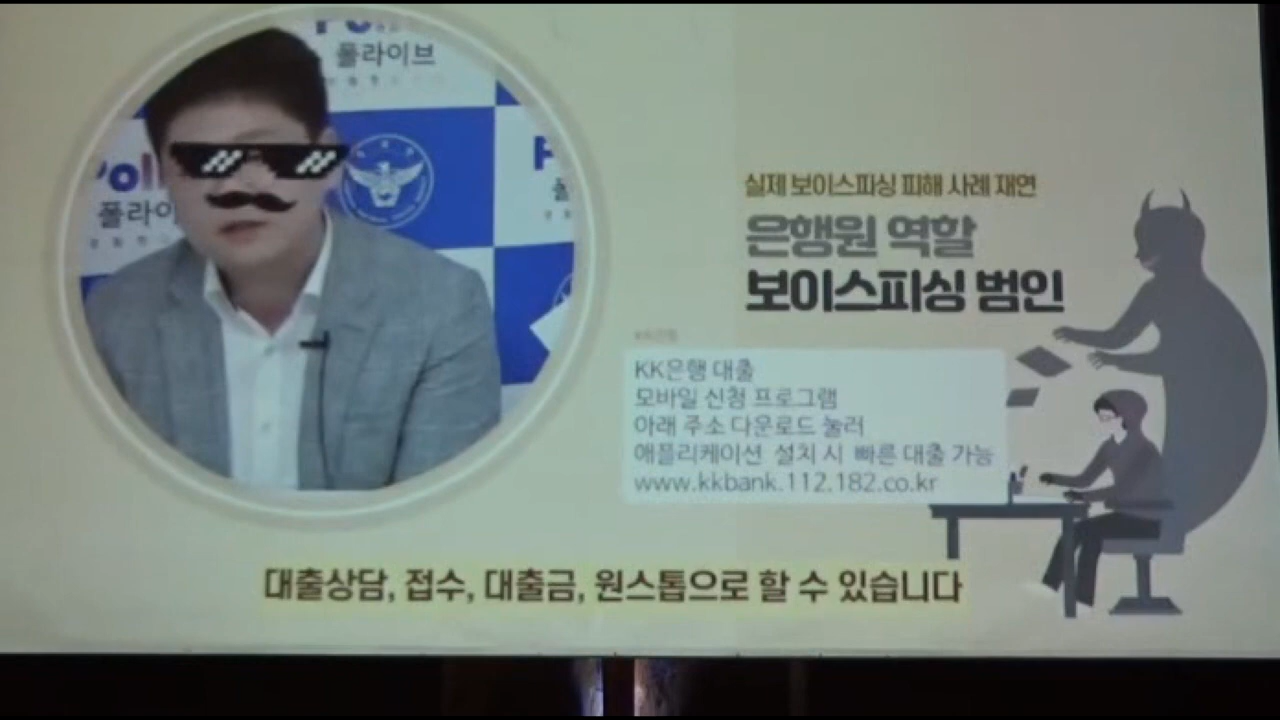 폴라이브
폴라이
실제 보이스피싱 피해 사례 재연
은행원 역할
보이스피싱 범인
KK은행 대출
모바일 신청 프로그램
아래 주소 다운로드 눌러
애플리케이션 설치 시 빠른 대출 가능
www.kkbank.112.182.co.kr
대출상담, 접수, 대출금, 원스톱으로 할 수 있습니다